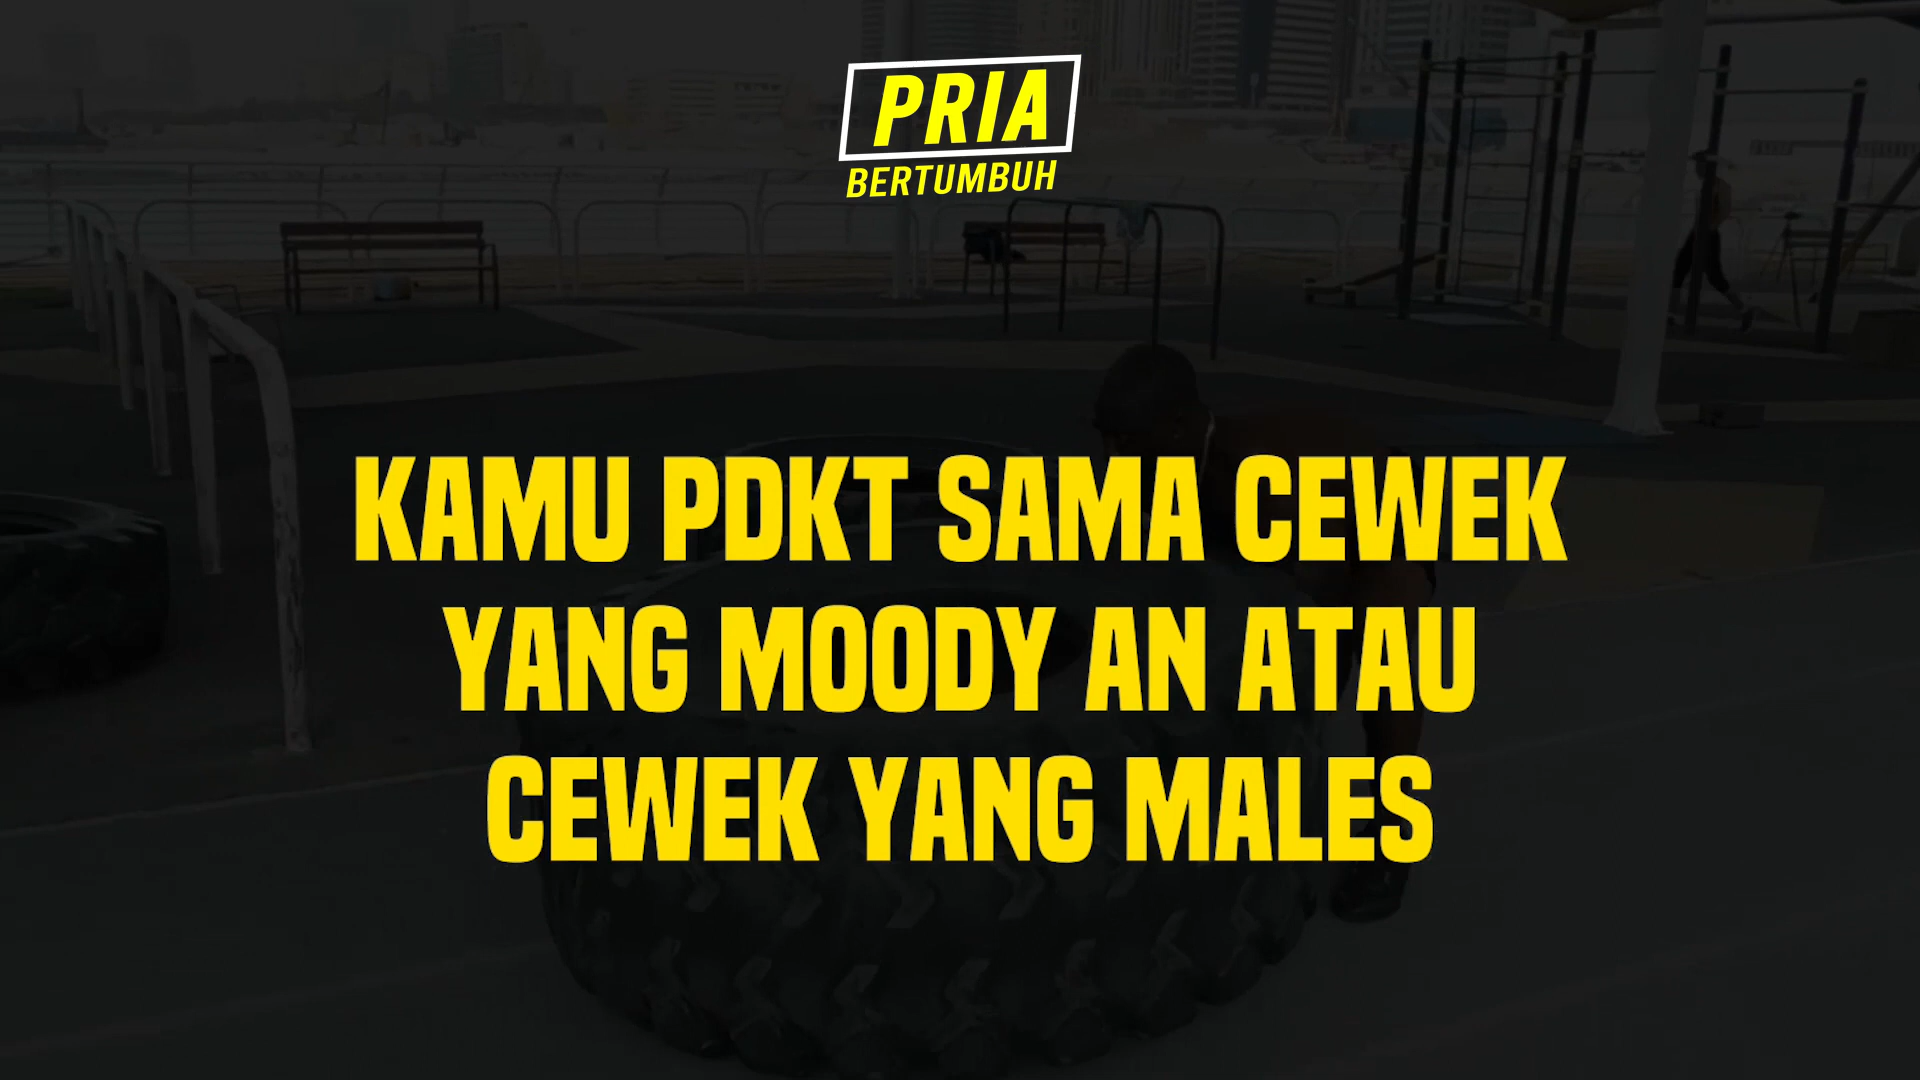 PRIA
BERTUMBUH
KAMU PDKT SAMA CEWEK
YANG MOODY AN ATAU
CEWEK YANG MALES